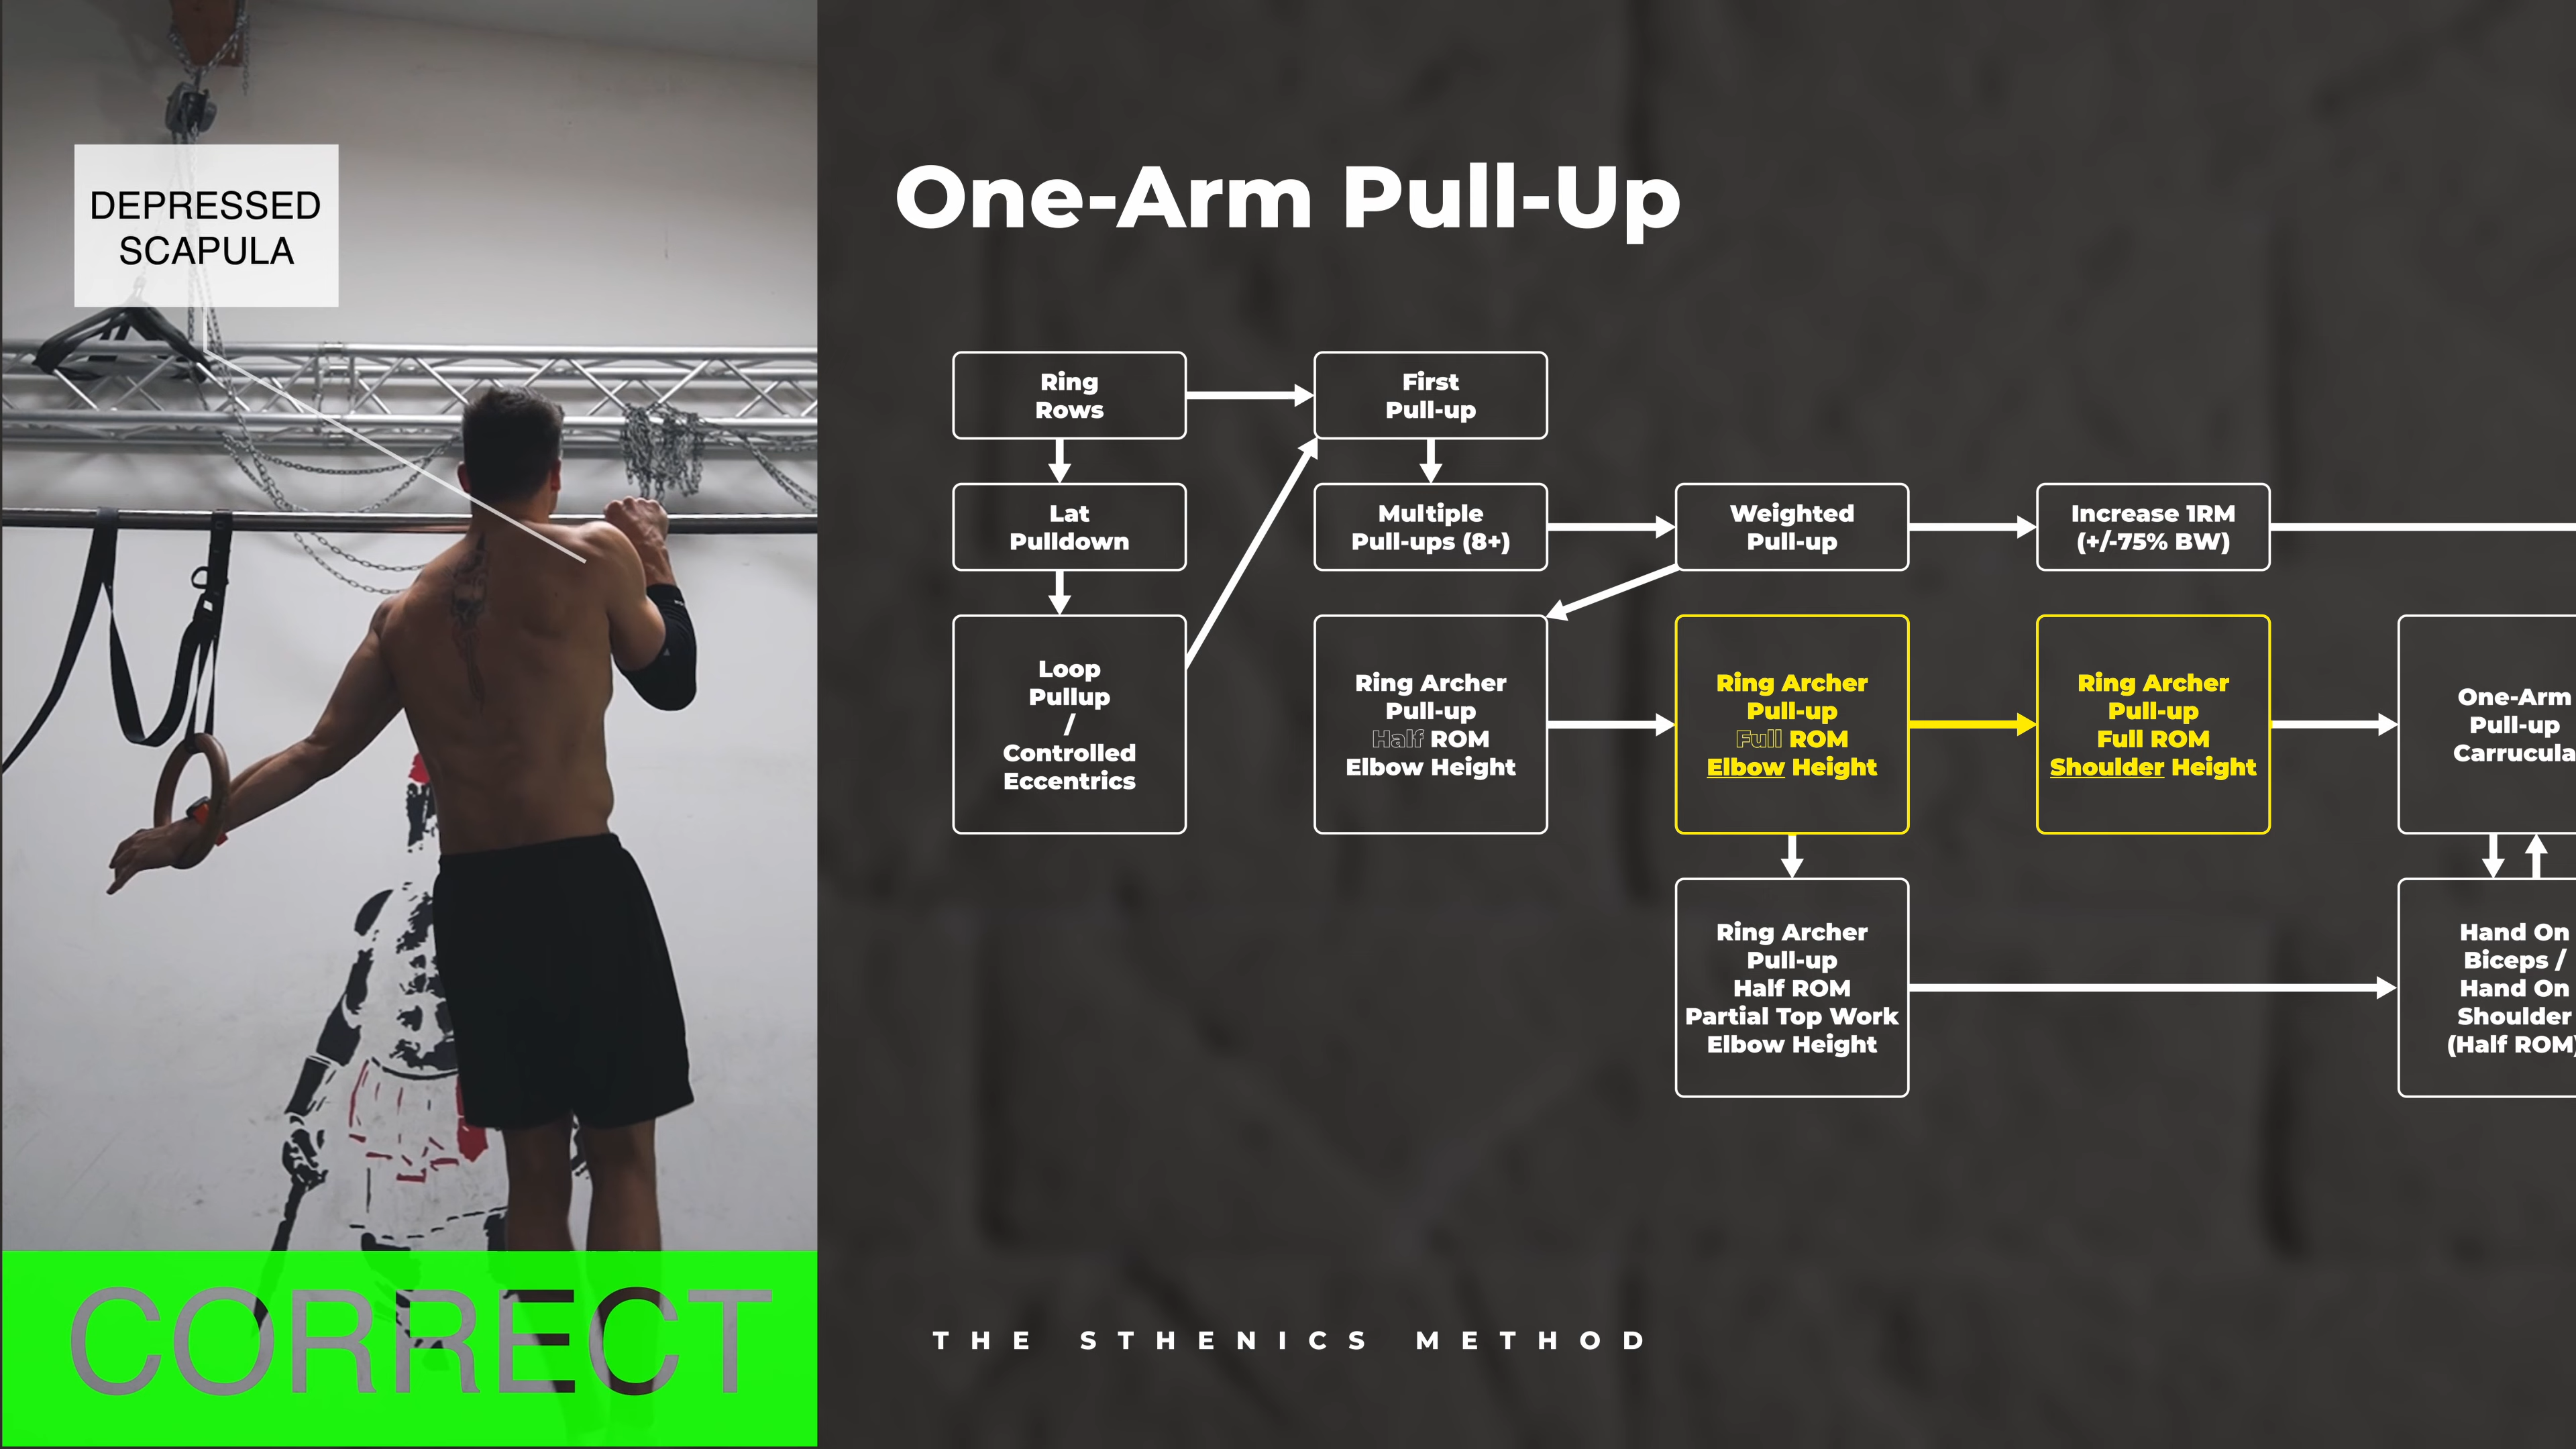 DEPRESSED
SCAPULA
CORRECT
One-Arm Pull-Up
Ring
Rows
First
Pull-up
Lat
Pulldown
Multiple
Pull-ups (8+)
Weighted
Pull-up
Increase 1RM
(+/-75% BW)
Loop
Pullup
/
Controlled
Eccentrics
Ring Archer
Pull-up
Half ROM
Elbow Height
Ring Archer
Pull-up
Full ROM
Elbow Height
Ring Archer
Pull-up
Full ROM
Shoulder Height
One-Arm
Pull-up
Carrucula
Ring Archer
Pull-up
Half ROM
Partial Top Work
Elbow Height
Hand On
Biceps /
Hand On
Shoulder
(Half ROM)
THE STHENICS METHOD